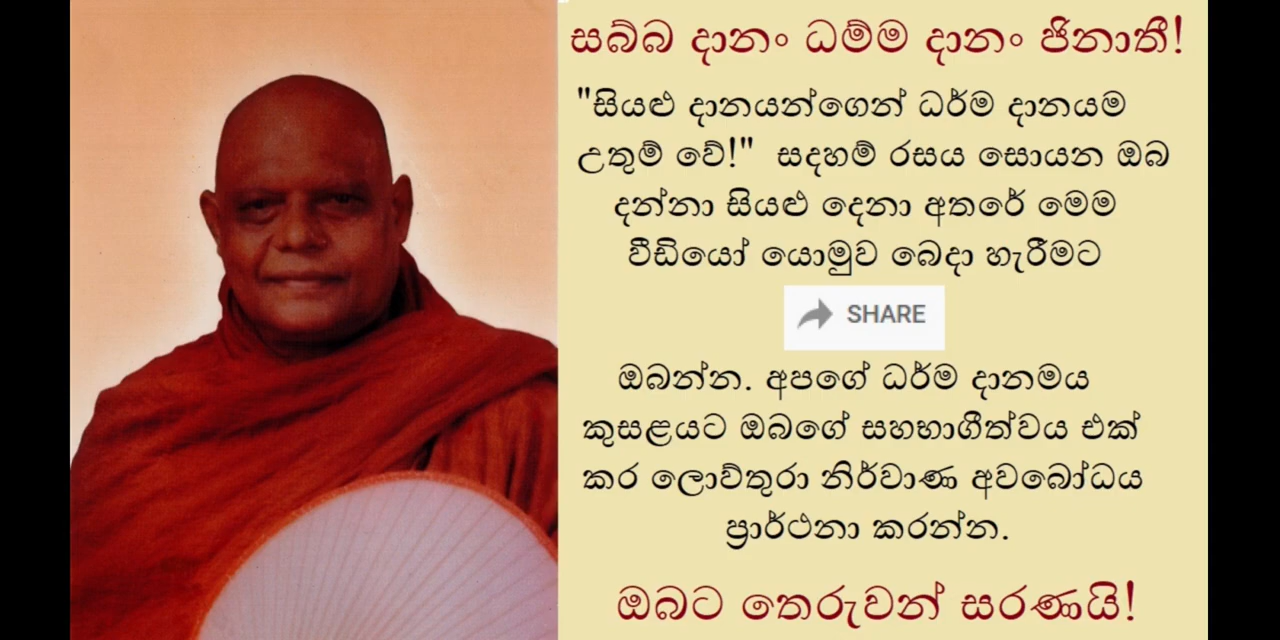 සබ්බ දානං ධම්ම දානං ජිනාතී!
"සියළු දානයන්ගෙන් ධර්ම දානයම
උතුම් වේ!" සදහම් රසය සොයන ඔබ
දන්නා සියළු දෙනා අතරේ මෙම
වීඩියෝ යොමුව බෙදා හැරීමට
SHARE
ඔබන්න. අපගේ ධර්ම දානමය
කුසළයට ඔබගේ සහභාගීත්වය එක්
කර ලොව්තුරා නිර්වාණ අවබෝධය
ප්‍රාර්ථනා කරන්න.
ඔබට තෙරුවන් සරණයි!